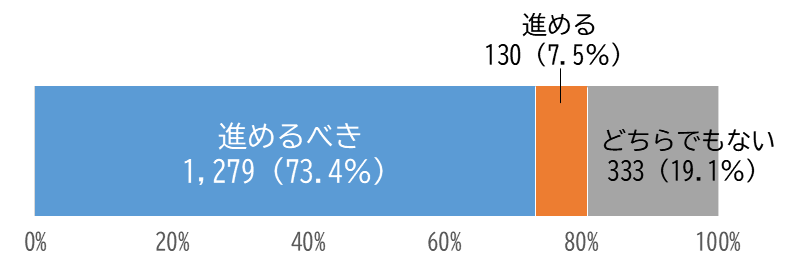 進める
130（7.5%）
進めるべき
1,279（73.4%）
どちらでもない
333（19.1%）
0% 20% 40% 60% 80% 100%